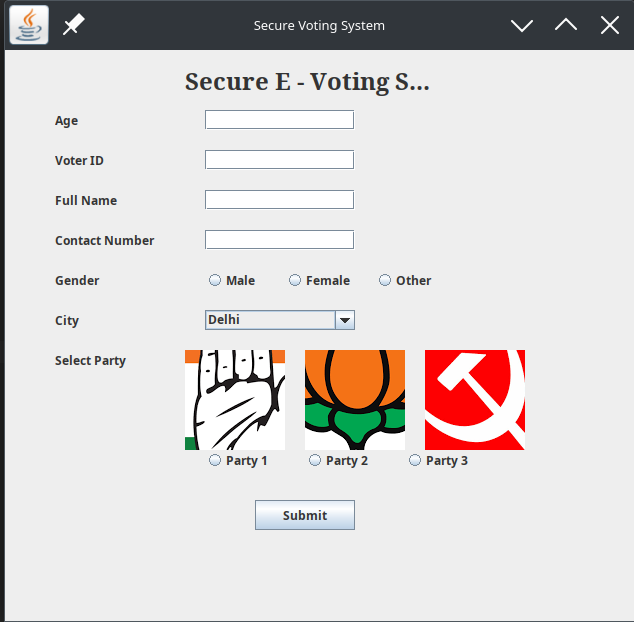 Secure Voting System
Secure E - Voting S...
Age
Voter ID
Full Name
Contact Number
Gender Male Female Other
City Delhi
Select Party
Party 1 Party 2 Party 3
Submit